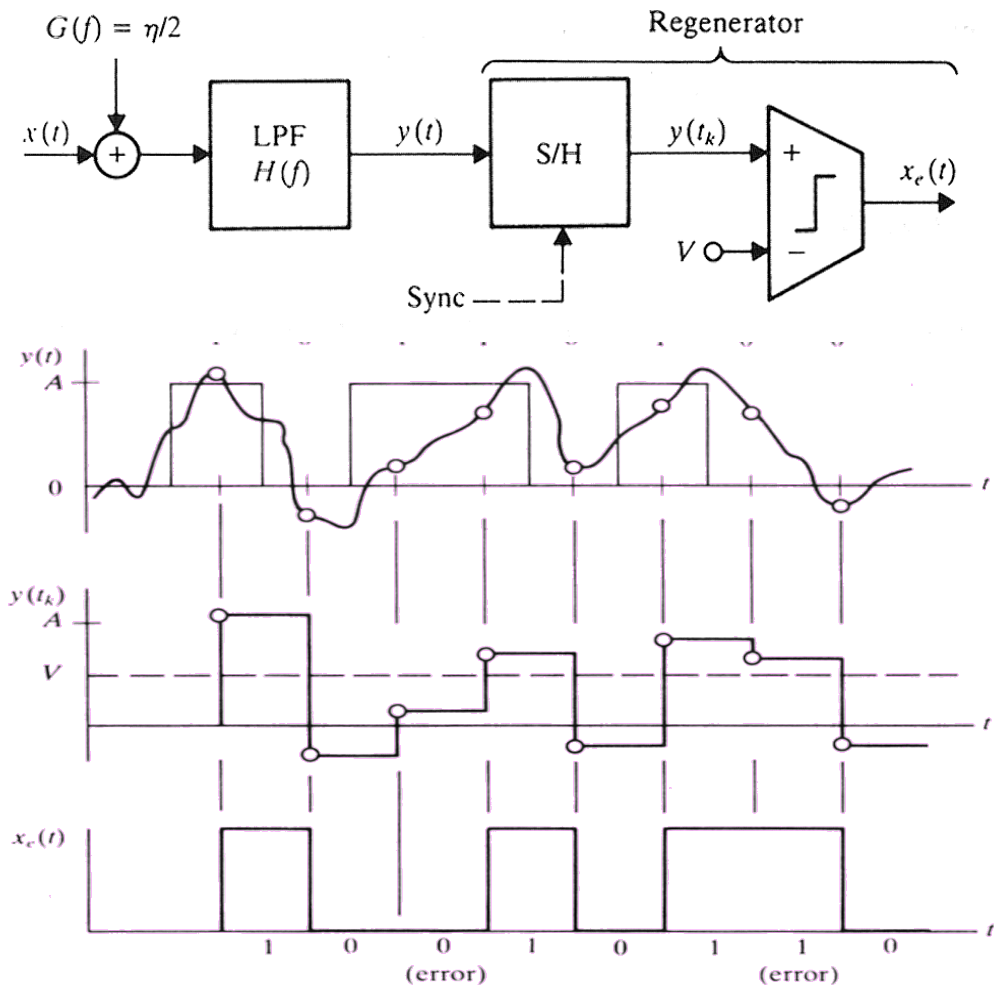 G(f) = η/2
Regenerator
x(t)
+
LPF
H(f)
y(t)
S/H
y(t_k)
+
x_e(t)
V
−
Sync
y(t)
A
0
t
y(t_k)
A
V
t
x_e(t)
t
1 0 0 1 0 1 1 0
(error) (error)